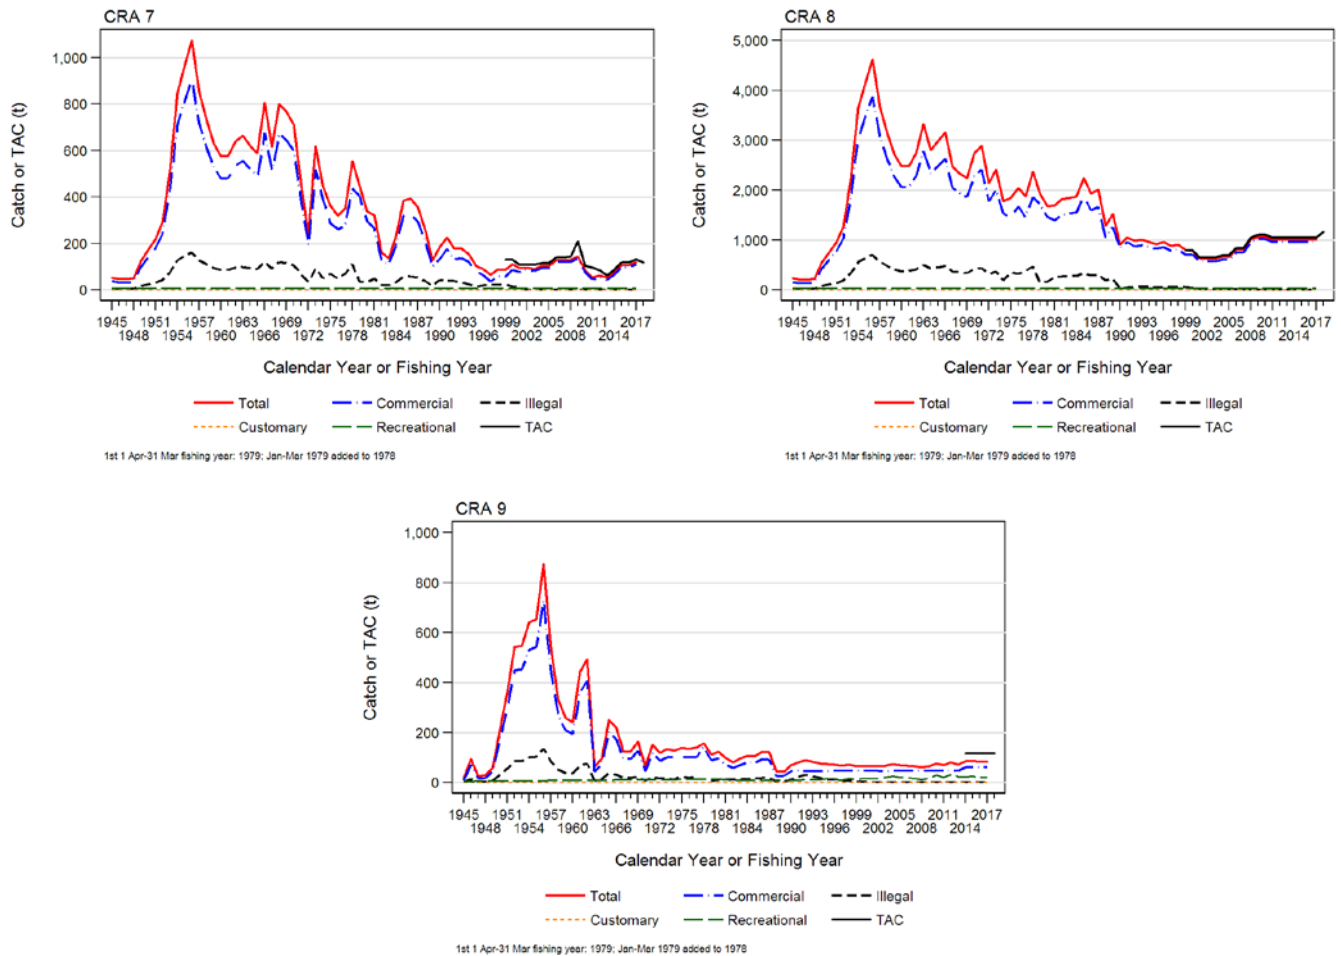 CRA 7
1,000
800
600
400
200
0
Catch or TAC (t)
1945 1951 1957 1963 1969 1975 1981 1987 1993 1999 2005 2011 2017
1948 1954 1960 1966 1972 1978 1984 1990 1996 2002 2008 2014
Calendar Year or Fishing Year
Total Commercial Illegal
Customary Recreational TAC
1st 1 Apr-31 Mar fishing year: 1979; Jan-Mar 1979 added to 1978
CRA 8
5,000
4,000
3,000
2,000
1,000
0
Catch or TAC (t)
1945 1951 1957 1963 1969 1975 1981 1987 1993 1999 2005 2011 2017
1948 1954 1960 1966 1972 1978 1984 1990 1996 2002 2008 2014
Calendar Year or Fishing Year
Total Commercial Illegal
Customary Recreational TAC
1st 1 Apr-31 Mar fishing year: 1979; Jan-Mar 1979 added to 1978
CRA 9
1,000
800
600
400
200
0
Catch or TAC (t)
1945 1951 1957 1963 1969 1975 1981 1987 1993 1999 2005 2011 2017
1948 1954 1960 1966 1972 1978 1984 1990 1996 2002 2008 2014
Calendar Year or Fishing Year
Total Commercial Illegal
Customary Recreational TAC
1st 1 Apr-31 Mar fishing year: 1979; Jan-Mar 1979 added to 1978